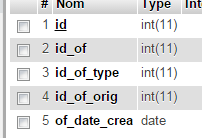 # Nom Type Int
1 id int(11)
2 id_of int(11)
3 id_of_type int(11)
4 id_of_orig int(11)
5 of_date_crea date